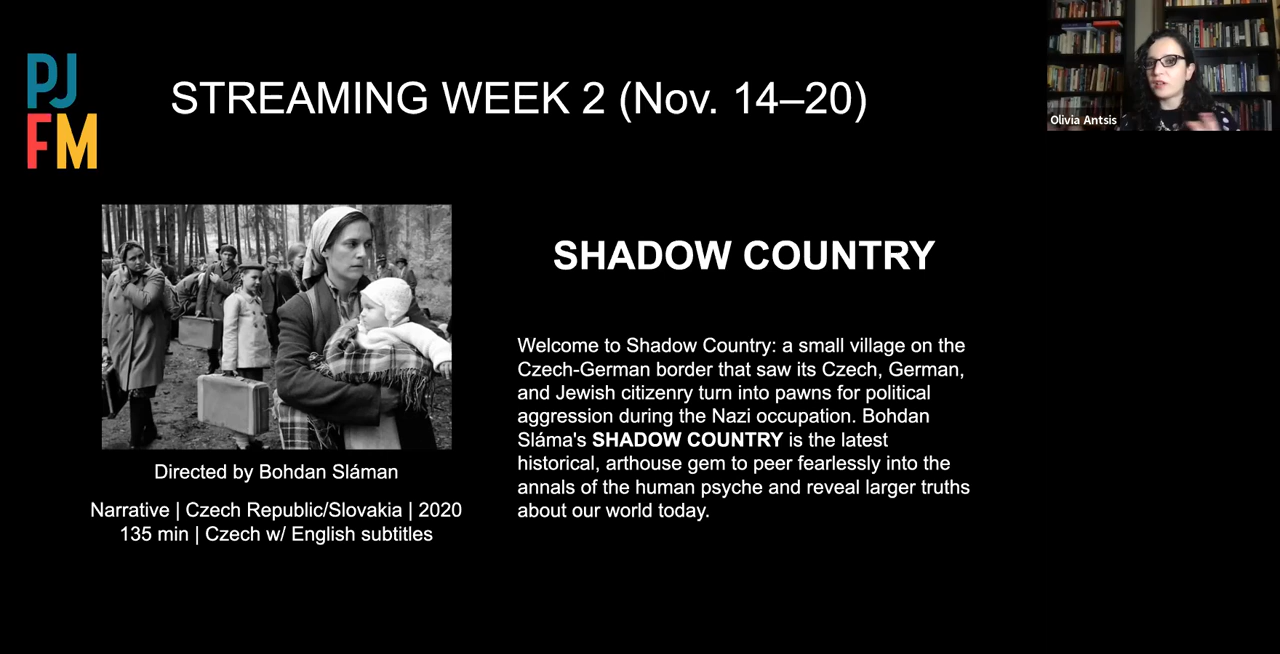 PJ
FM
STREAMING WEEK 2 (Nov. 14–20)
Olivia Antsis
SHADOW COUNTRY
Welcome to Shadow Country: a small village on the
Czech-German border that saw its Czech, German,
and Jewish citizenry turn into pawns for political
aggression during the Nazi occupation. Bohdan
Sláma's SHADOW COUNTRY is the latest
historical, arthouse gem to peer fearlessly into the
annals of the human psyche and reveal larger truths
about our world today.
Directed by Bohdan Sláman
Narrative | Czech Republic/Slovakia | 2020
135 min | Czech w/ English subtitles